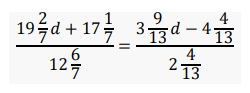 (19 2/7 d + 17 1/7) / (12 6/7) = (3 9/13 d − 4 4/13) / (2 4/13)